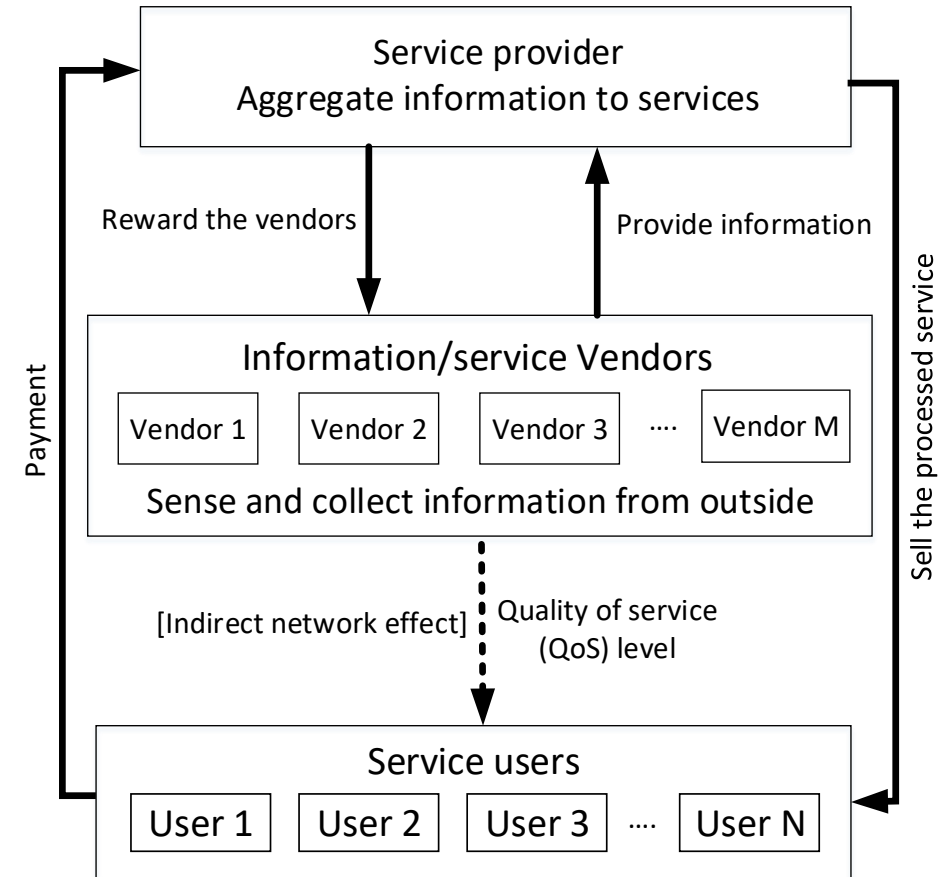 Service provider
Aggregate information to services
Reward the vendors
Provide information
Payment
Sell the processed service
Information/service Vendors
Vendor 1
Vendor 2
Vendor 3
....
Vendor M
Sense and collect information from outside
[Indirect network effect]
Quality of service
(QoS) level
Service users
User 1
User 2
User 3
....
User N